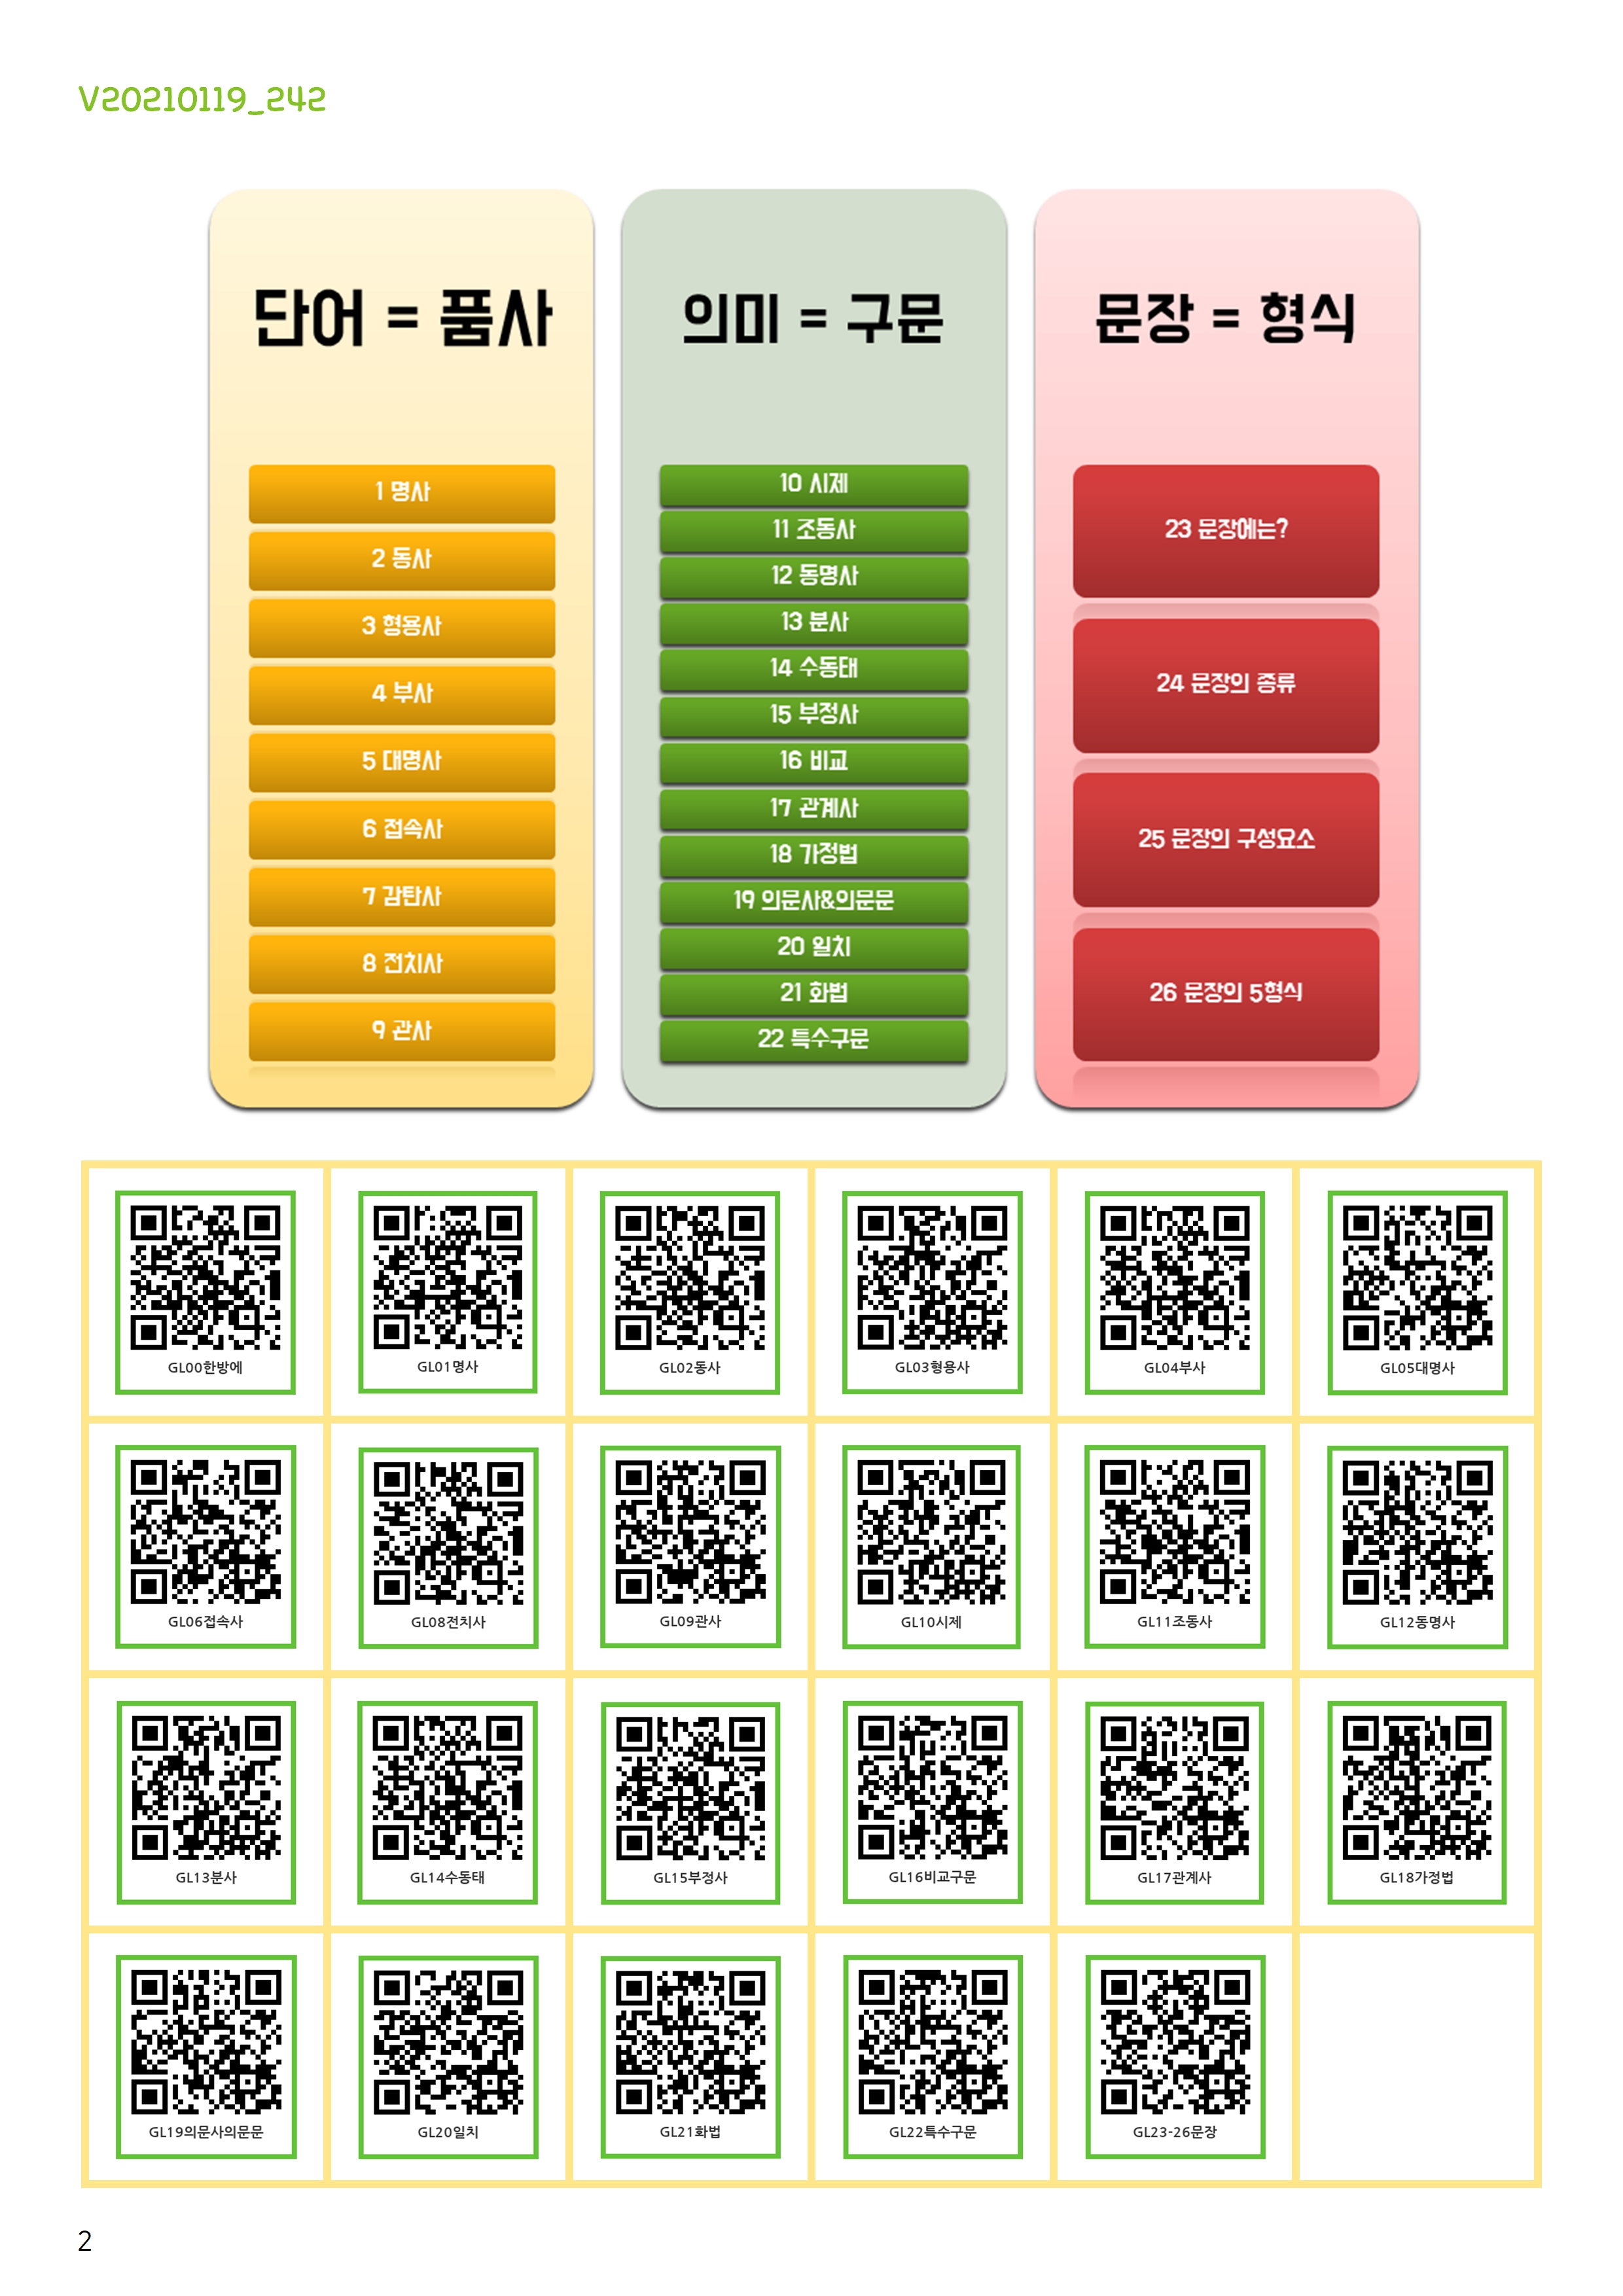 V20210119_242
단어 = 품사
1 명사
2 동사
3 형용사
4 부사
5 대명사
6 접속사
7 감탄사
8 전치사
9 관사
의미 = 구문
10 시제
11 조동사
12 동명사
13 분사
14 수동태
15 부정사
16 비교
17 관계사
18 가정법
19 의문사&의문문
20 일치
21 화법
22 특수구문
문장 = 형식
23 문장에는?
24 문장의 종류
25 문장의 구성요소
26 문장의 5형식
GL00한방에
GL01명사
GL02동사
GL03형용사
GL04부사
GL05대명사
GL06접속사
GL08전치사
GL09관사
GL10시제
GL11조동사
GL12동명사
GL13분사
GL14수동태
GL15부정사
GL16비교구문
GL17관계사
GL18가정법
GL19의문사의문문
GL20일치
GL21화법
GL22특수구문
GL23-26문장
2